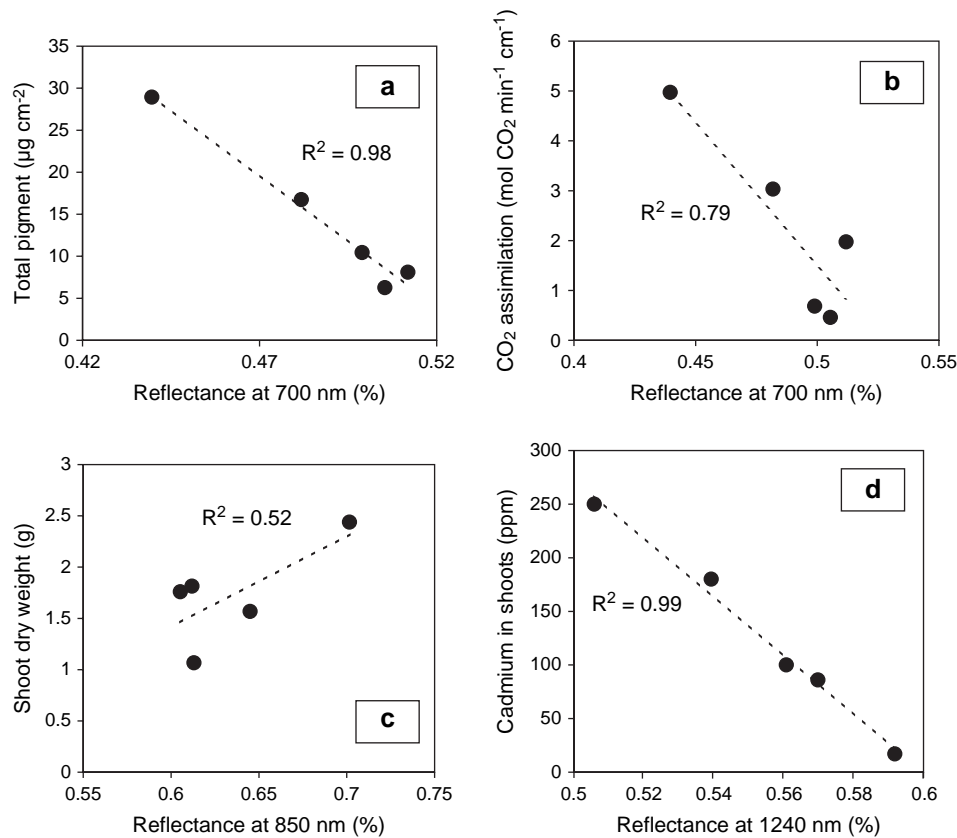 a
Total pigment (µg cm⁻²)
35
30
25
20
15
10
5
0
R² = 0.98
0.42
0.47
0.52
Reflectance at 700 nm (%)
b
CO₂ assimilation (mol CO₂ min⁻¹ cm⁻¹)
6
5
4
3
2
1
0
R² = 0.79
0.4
0.45
0.5
0.55
Reflectance at 700 nm (%)
c
Shoot dry weight (g)
3
2.5
2
1.5
1
0.5
0
R² = 0.52
0.55
0.6
0.65
0.7
0.75
Reflectance at 850 nm (%)
d
Cadmium in shoots (ppm)
300
250
200
150
100
50
0
R² = 0.99
0.5
0.52
0.54
0.56
0.58
0.6
Reflectance at 1240 nm (%)